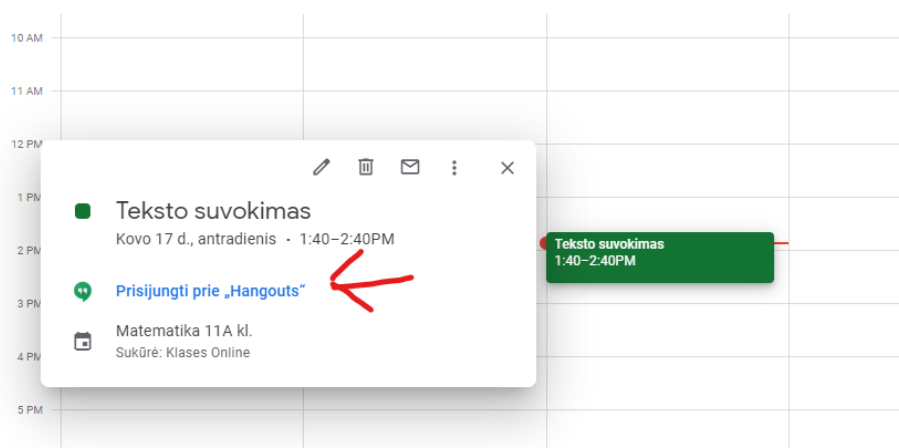 10 AM
11 AM
12 PM
1 PM
2 PM
3 PM
4 PM
5 PM
Teksto suvokimas
Kovo 17 d., antradienis • 1:40–2:40PM
Prisijungti prie „Hangouts“
Matematika 11A kl.
Sukūrė: Klases Online
Teksto suvokimas
1:40–2:40PM